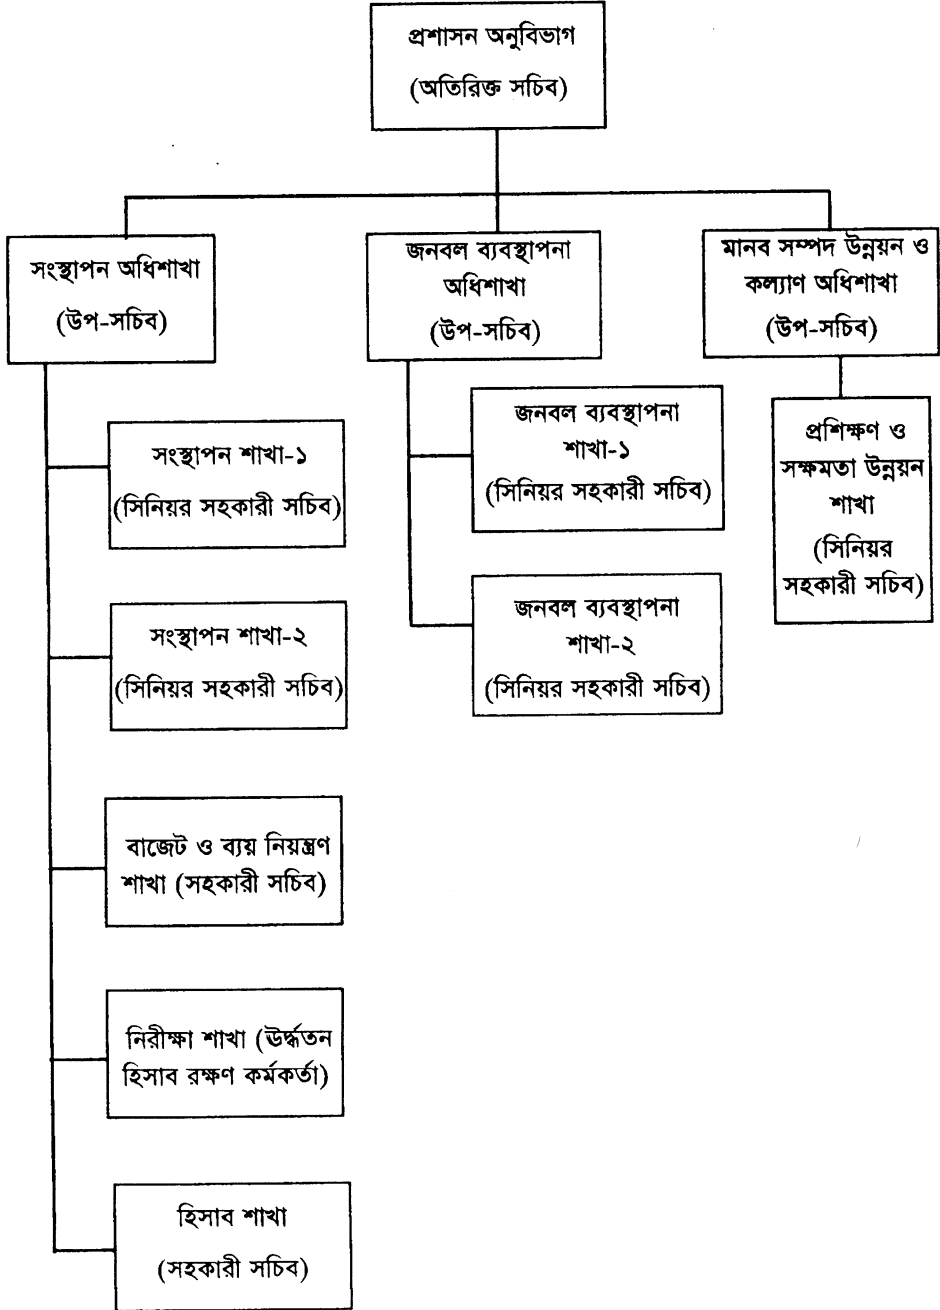 প্রশাসন অনুবিভাগ
(অতিরিক্ত সচিব)
সংস্থাপন অধিশাখা
(উপ-সচিব)
জনবল ব্যবস্থাপনা
অধিশাখা
(উপ-সচিব)
মানব সম্পদ উন্নয়ন ও
কল্যাণ অধিশাখা
(উপ-সচিব)
সংস্থাপন শাখা-১
(সিনিয়র সহকারী সচিব)
সংস্থাপন শাখা-২
(সিনিয়র সহকারী সচিব)
বাজেট ও ব্যয় নিয়ন্ত্রণ
শাখা (সহকারী সচিব)
নিরীক্ষা শাখা (ঊর্দ্ধতন
হিসাব রক্ষণ কর্মকর্তা)
হিসাব শাখা
(সহকারী সচিব)
জনবল ব্যবস্থাপনা
শাখা-১
(সিনিয়র সহকারী সচিব)
জনবল ব্যবস্থাপনা
শাখা-২
(সিনিয়র সহকারী সচিব)
প্রশিক্ষণ ও
সক্ষমতা উন্নয়ন
শাখা
(সিনিয়র
সহকারী সচিব)